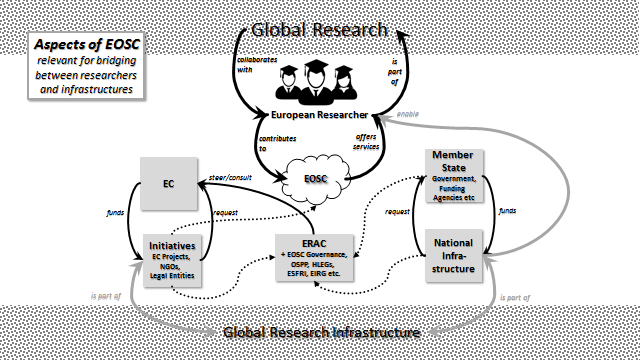 Global Research
Aspects of EOSC
relevant for bridging
between researchers
and infrastructures
collaborates
with
is
part
of
European Researcher
enable
contributes
to
offers
services
EOSC
EC
steer/consult
Member
State
Government,
Funding
Agencies etc
funds
request
request
funds
Initiatives
EC Projects,
NGOs,
Legal Entities
ERAC
+ EOSC Governance,
OSPP, HLEGs,
ESFRI, EIRG etc.
National
Infra-
structure
is part of
is part of
Global Research Infrastructure